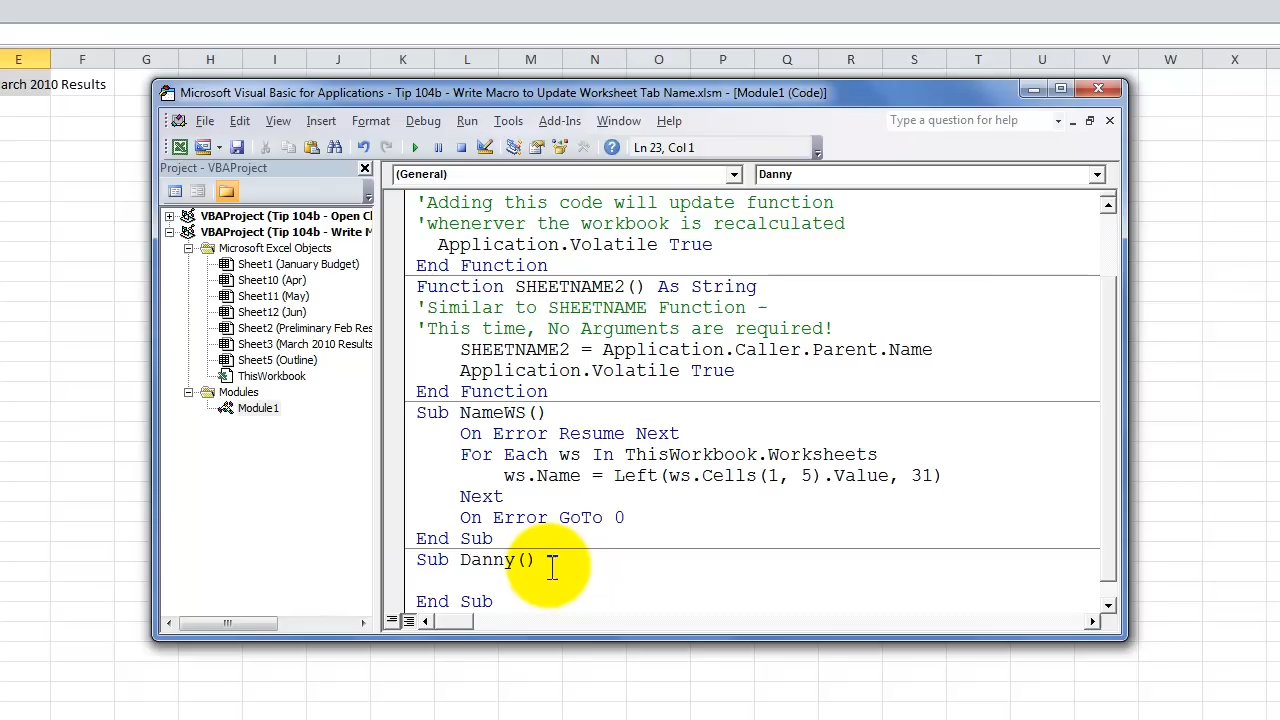 E F G H I J K L M N O P Q R S T U V W X
arch 2010 Results
Microsoft Visual Basic for Applications - Tip 104b - Write Macro to Update Worksheet Tab Name.xlsm - [Module1 (Code)]
File Edit View Insert Format Debug Run Tools Add-Ins Window Help Type a question for help
Ln 23, Col 1
Project - VBAProject
(General) Danny
VBAProject (Tip 104b - Open Cl
VBAProject (Tip 104b - Write M
Microsoft Excel Objects
Sheet1 (January Budget)
Sheet10 (Apr)
Sheet11 (May)
Sheet12 (Jun)
Sheet2 (Preliminary Feb Res
Sheet3 (March 2010 Results
Sheet5 (Outline)
ThisWorkbook
Modules
Module1
'Adding this code will update function
'whenerver the workbook is recalculated
Application.Volatile True
End Function
Function SHEETNAME2() As String
'Similar to SHEETNAME Function -
'This time, No Arguments are required!
SHEETNAME2 = Application.Caller.Parent.Name
Application.Volatile True
End Function
Sub NameWS()
On Error Resume Next
For Each ws In ThisWorkbook.Worksheets
ws.Name = Left(ws.Cells(1, 5).Value, 31)
Next
On Error GoTo 0
End Sub
Sub Danny()
End Sub